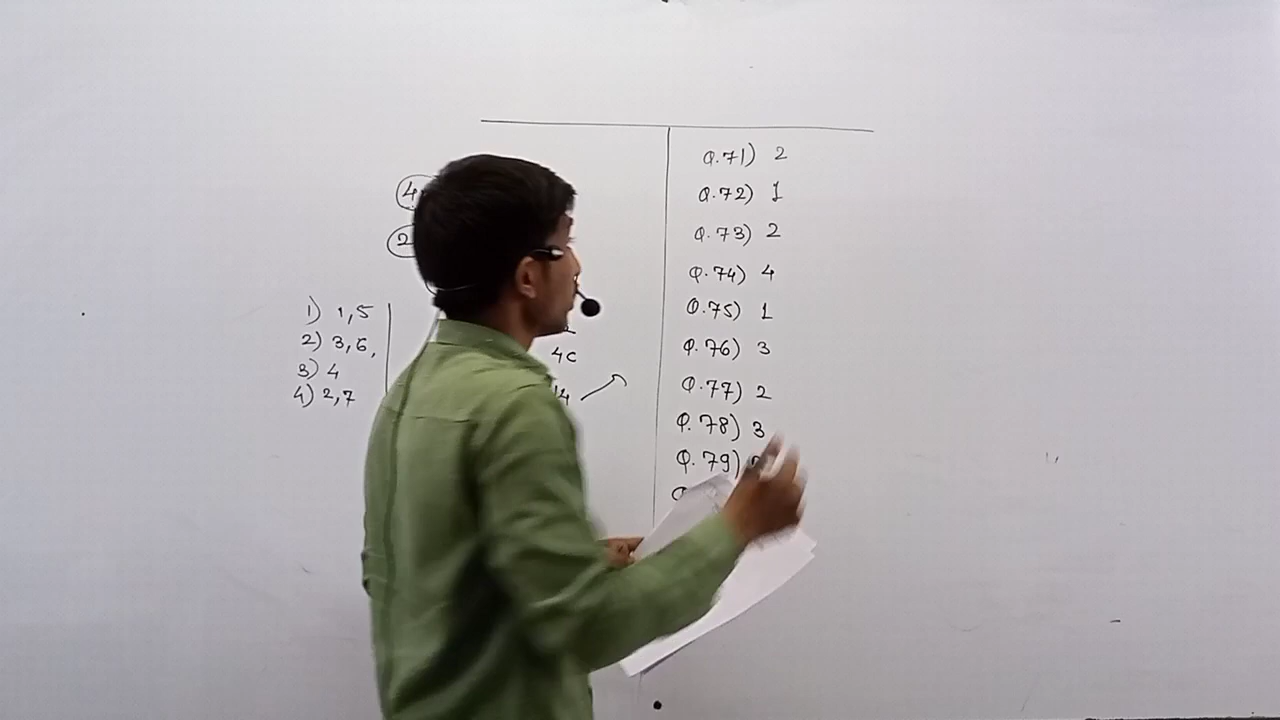 4
2
1) 1,5
2) 3,6,
3) 4
4) 2,7
4c
Q.71) 2
Q.72) 1
Q.73) 2
Q.74) 4
Q.75) 1
Q.76) 3
Q.77) 2
Q.78) 3
Q.79)